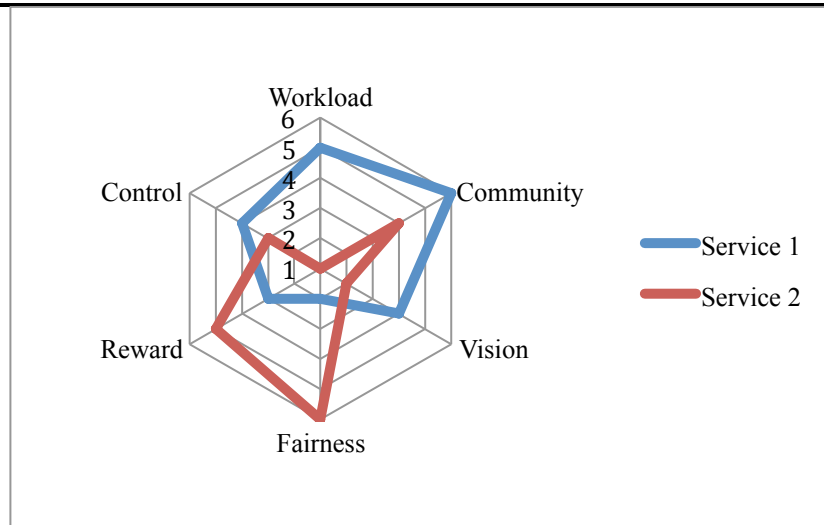 Workload
6
5
4
3
2
1
Control
Community
Service 1
Service 2
Reward
Vision
Fairness